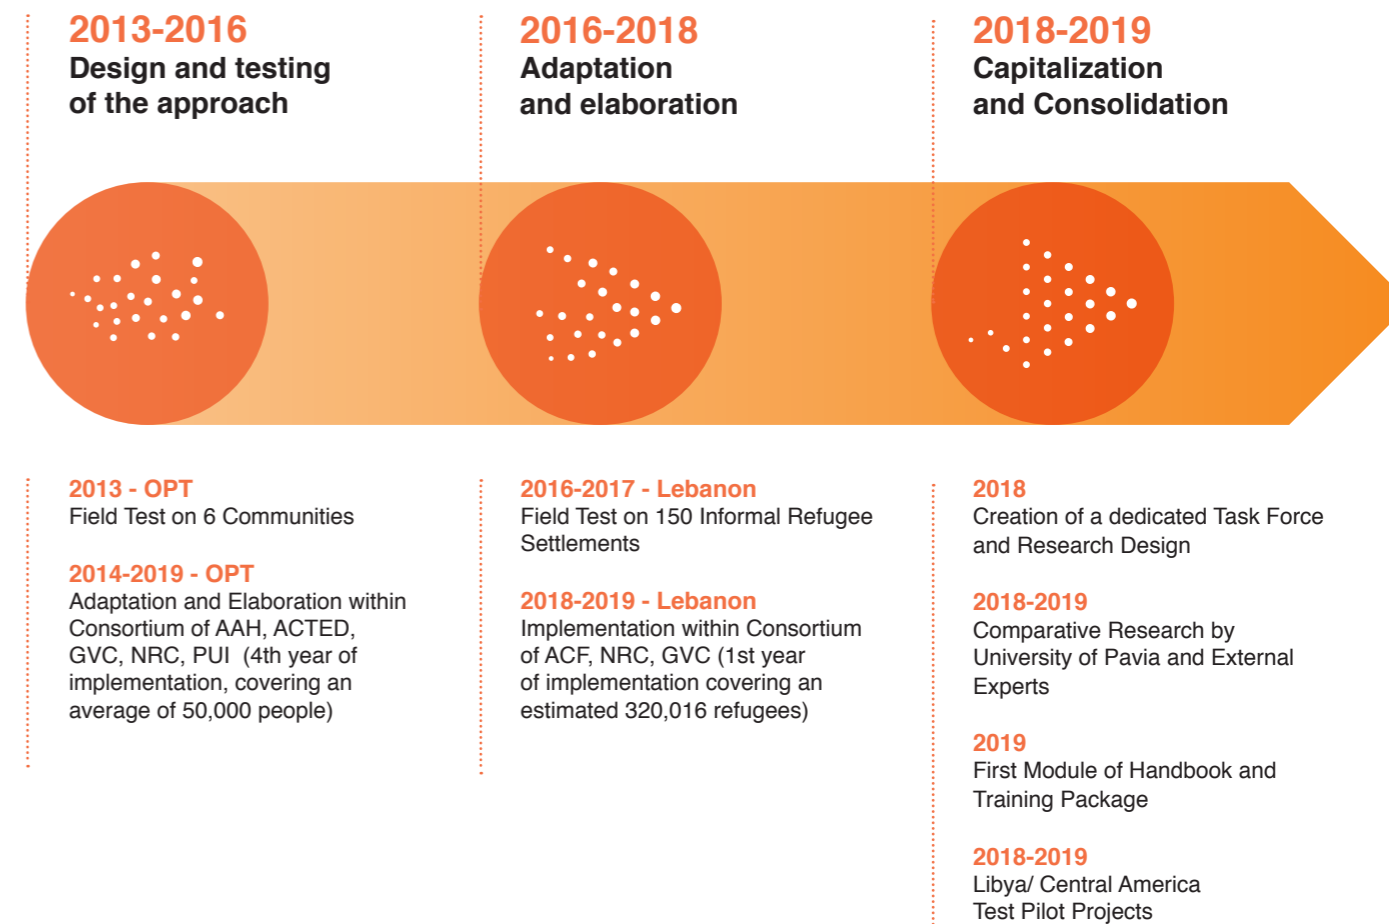 2013-2016
Design and testing
of the approach
2016-2018
Adaptation
and elaboration
2018-2019
Capitalization
and Consolidation
2013 - OPT
Field Test on 6 Communities
2014-2019 - OPT
Adaptation and Elaboration within
Consortium of AAH, ACTED,
GVC, NRC, PUI  (4th year of
implementation, covering an
average of 50,000 people)
2016-2017 - Lebanon
Field Test on 150 Informal Refugee
Settlements
2018-2019 - Lebanon
Implementation within Consortium
of ACF, NRC, GVC (1st year
of implementation covering an
estimated 320,016 refugees)
2018
Creation of a dedicated Task Force
and Research Design
2018-2019
Comparative Research by
University of Pavia and External
Experts
2019
First Module of Handbook and
Training Package
2018-2019
Libya/ Central America
Test Pilot Projects